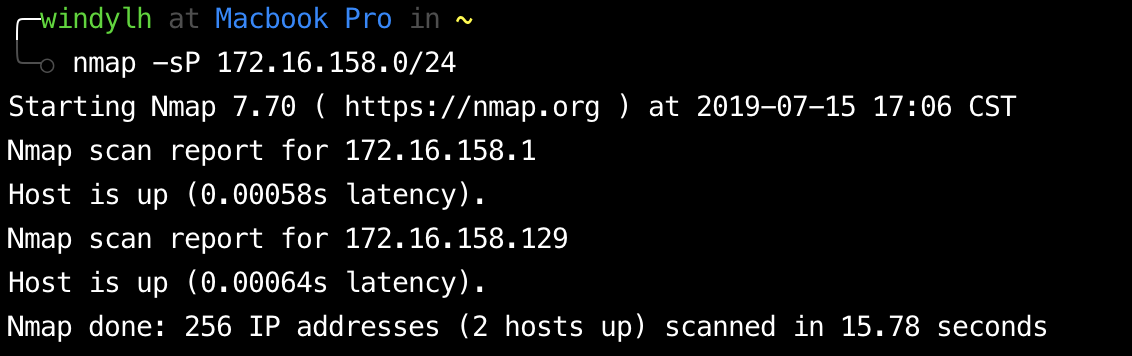 windylh at Macbook Pro in ~
nmap -sP 172.16.158.0/24
Starting Nmap 7.70 ( https://nmap.org ) at 2019-07-15 17:06 CST
Nmap scan report for 172.16.158.1
Host is up (0.00058s latency).
Nmap scan report for 172.16.158.129
Host is up (0.00064s latency).
Nmap done: 256 IP addresses (2 hosts up) scanned in 15.78 seconds